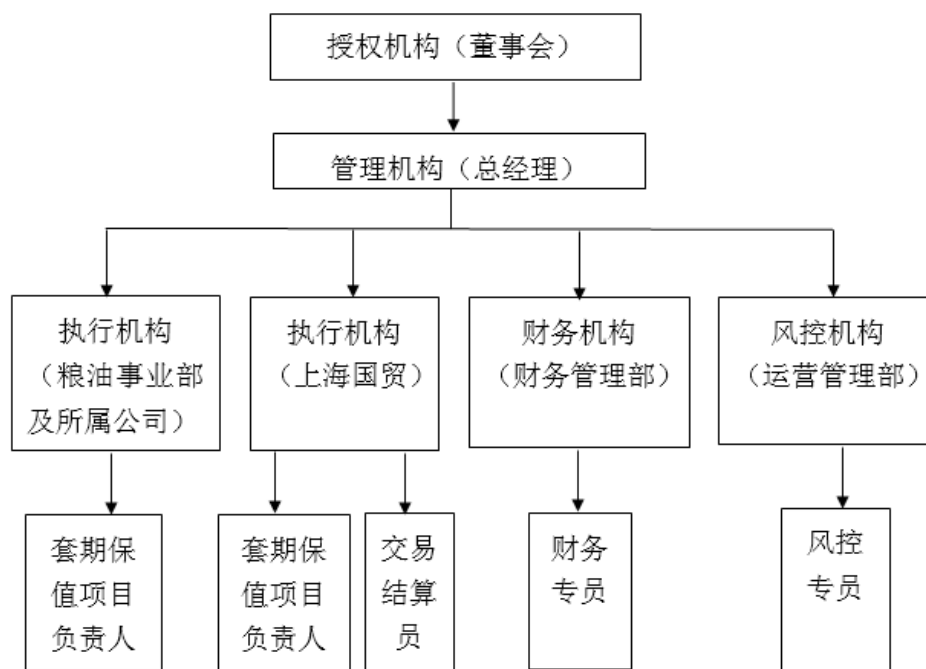 授权机构（董事会）
管理机构（总经理）
执行机构
（粮油事业部
及所属公司）
执行机构
（上海国贸）
财务机构
（财务管理部）
风控机构
（运营管理部）
套期保
值项目
负责人
套期保
值项目
负责人
交易
结算
员
财务
专员
风控
专员